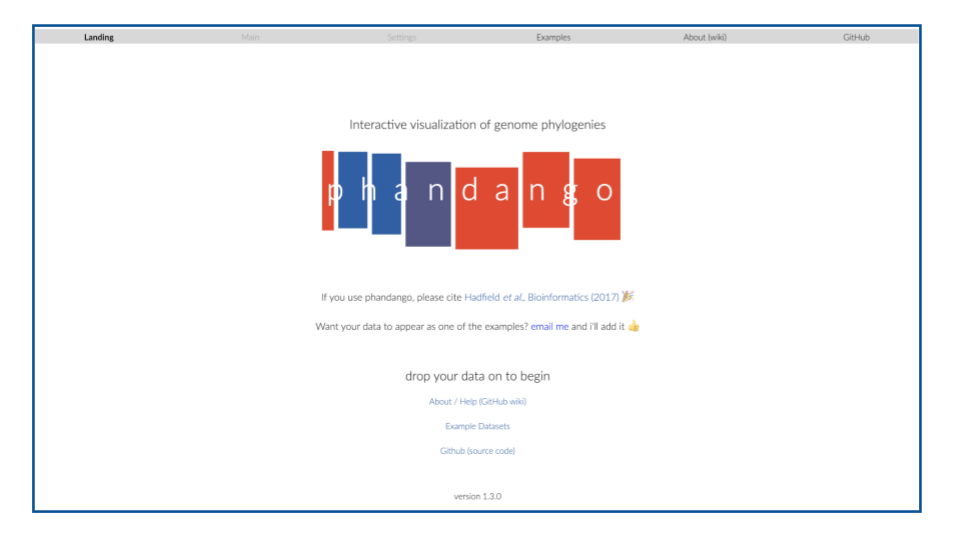 Landing Main Settings Examples About (wiki) GitHub
Interactive visualization of genome phylogenies
phandango
If you use phandango, please cite Hadfield et al., Bioinformatics (2017) 🎉
Want your data to appear as one of the examples? email me and i'll add it 👍
drop your data on to begin
About / Help (GitHub wiki)
Example Datasets
Github (source code)
version 1.3.0